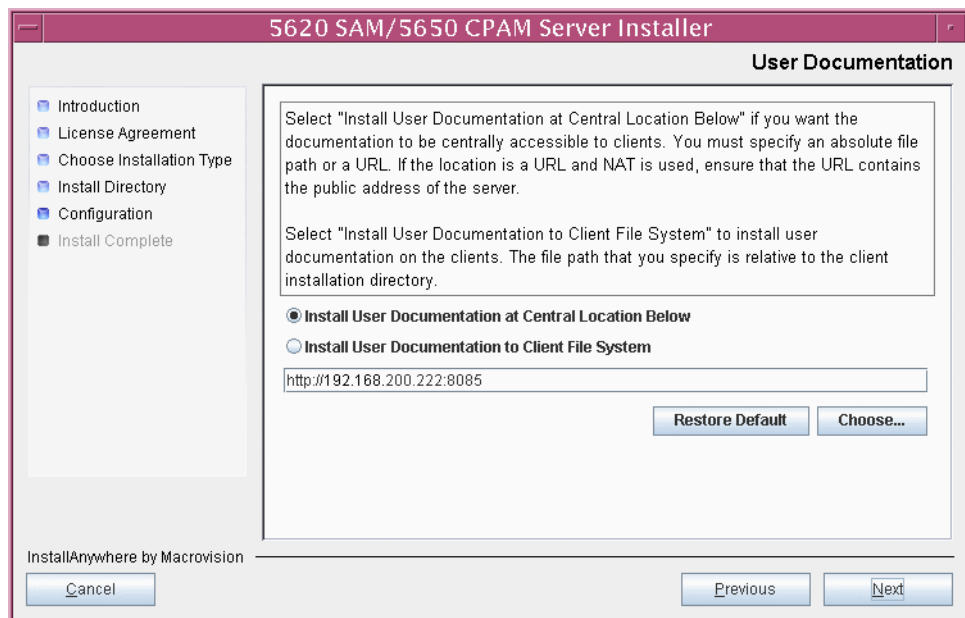 5620 SAM/5650 CPAM Server Installer
User Documentation
Introduction
License Agreement
Choose Installation Type
Install Directory
Configuration
Install Complete
Select "Install User Documentation at Central Location Below" if you want the
documentation to be centrally accessible to clients. You must specify an absolute file
path or a URL. If the location is a URL and NAT is used, ensure that the URL contains
the public address of the server.
Select "Install User Documentation to Client File System" to install user
documentation on the clients. The file path that you specify is relative to the client
installation directory.
Install User Documentation at Central Location Below
Install User Documentation to Client File System
http://192.168.200.222:8085
Restore Default
Choose...
InstallAnywhere by Macrovision
Cancel
Previous
Next